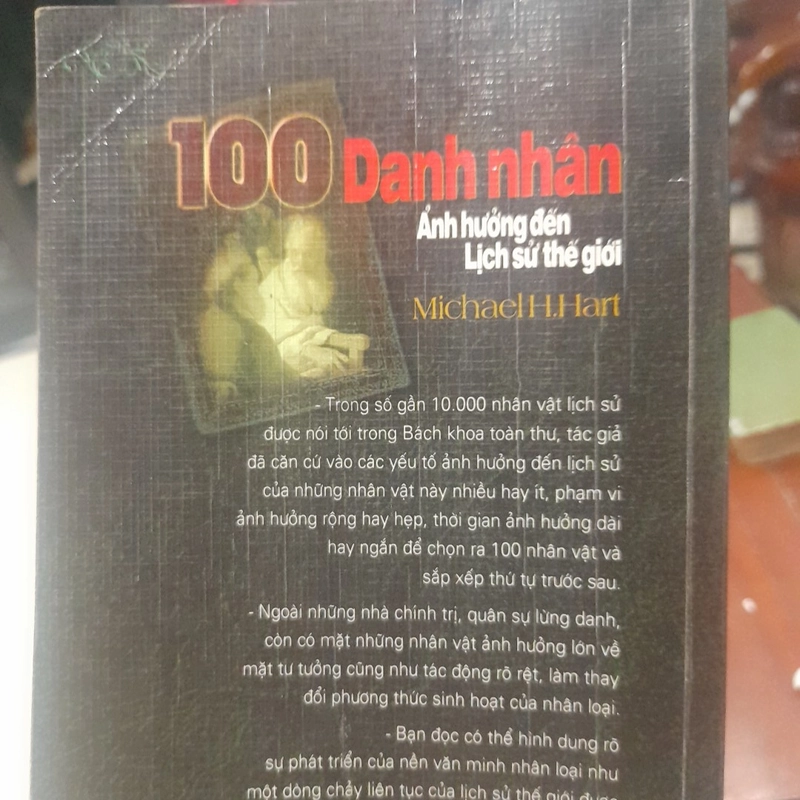 100 Danh nhân
Ảnh hưởng đến
Lịch sử thế giới
Michael H.Hart
- Trong số gần 10.000 nhân vật lịch sử
được nói tới trong Bách khoa toàn thư, tác giả
đã căn cứ vào các yếu tố ảnh hưởng đến lịch sử
của những nhân vật này nhiều hay ít, phạm vi
ảnh hưởng rộng hay hẹp, thời gian ảnh hưởng dài
hay ngắn để chọn ra 100 nhân vật và
sắp xếp thứ tự trước sau.
- Ngoài những nhà chính trị, quân sự lừng danh,
còn có mặt những nhân vật ảnh hưởng lớn về
mặt tư tưởng cũng như tác động rõ rệt, làm thay
đổi phương thức sinh hoạt của nhân loại.
- Bạn đọc có thể hình dung rõ
sự phát triển của nền văn minh nhân loại như
một dòng chảy liên tục của lịch sử thế giới được